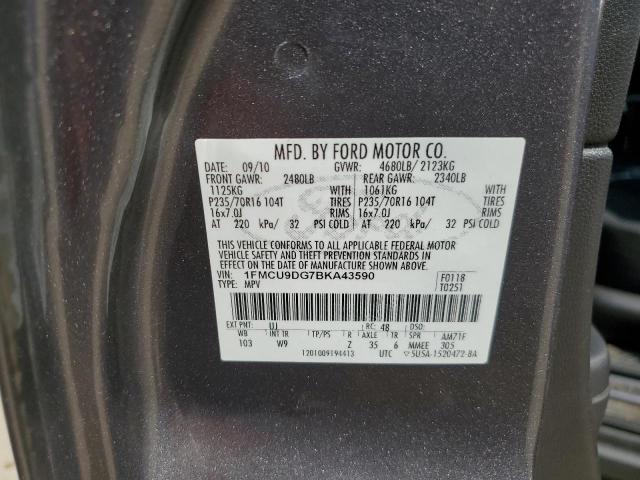 MFD. BY FORD MOTOR CO.
DATE: 09/10 GVWR: 4680LB/ 2123KG
FRONT GAWR: 2480LB REAR GAWR: 2340LB
1125KG WITH 1061KG WITH
P235/70R16 104T TIRES P235/70R16 104T TIRES
16x7.0J RIMS 16x7.0J RIMS
AT 220 kPa/ 32 PSI COLD AT 220 kPa/ 32 PSI COLD
THIS VEHICLE CONFORMS TO ALL APPLICABLE FEDERAL MOTOR
VEHICLE SAFETY AND THEFT PREVENTION STANDARDS IN
EFFECT ON THE DATE OF MANUFACTURE SHOWN ABOVE.
VIN: 1FMCU9DG7BKA43590 F0118
TYPE: MPV T0251
EXT PNT: UJ RC: 48 DSO:
WB INT TR TP/PS R AXLE TR SPR AM71F
103 W9 Z 35 6 MMEE 305
1201009194413 UTC ▽5USA-1520472-BA